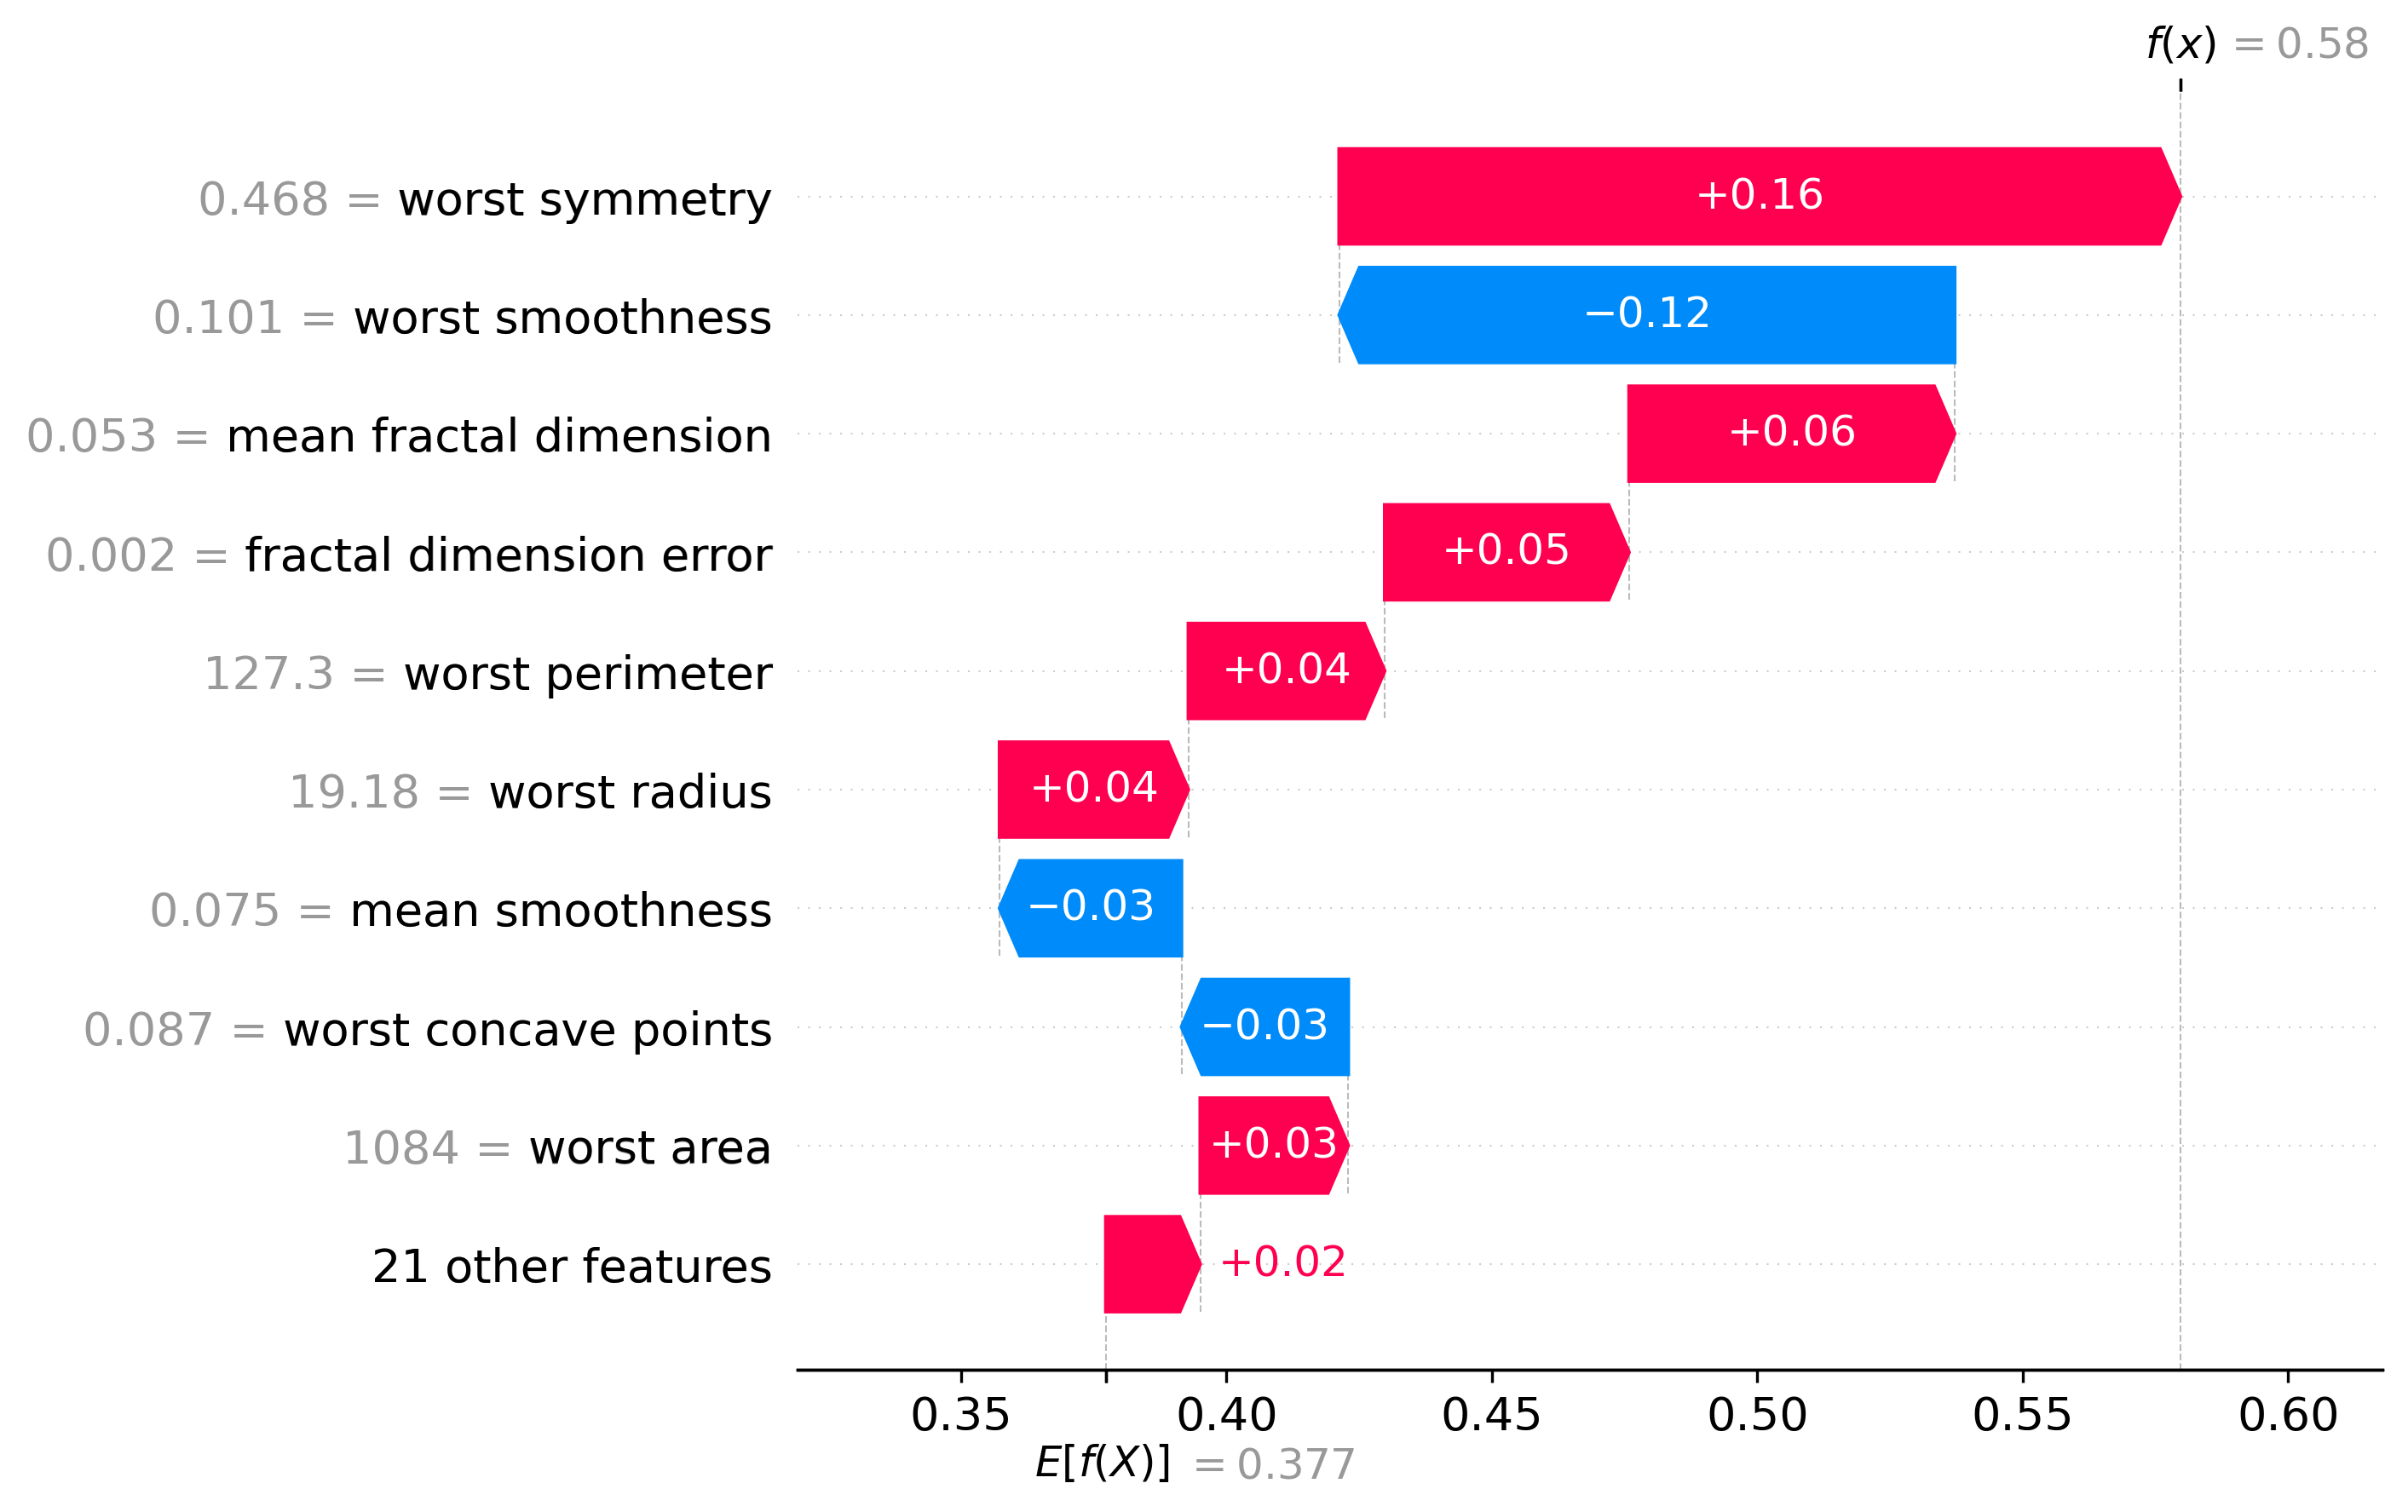 f(x) = 0.58
0.468 = worst symmetry +0.16
0.101 = worst smoothness −0.12
0.053 = mean fractal dimension +0.06
0.002 = fractal dimension error +0.05
127.3 = worst perimeter +0.04
19.18 = worst radius +0.04
0.075 = mean smoothness −0.03
0.087 = worst concave points −0.03
1084 = worst area +0.03
21 other features +0.02
0.35 0.40 0.45 0.50 0.55 0.60
E[f(X)] = 0.377